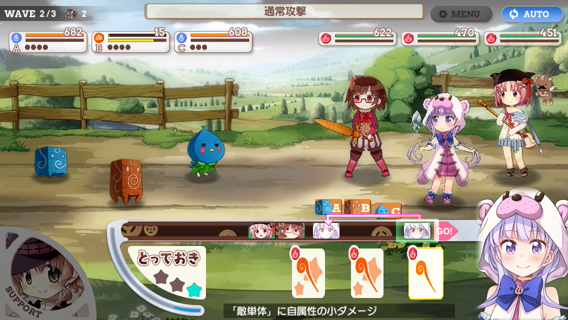 WAVE 2/3
2
通常攻撃
MENU
AUTO
682
15
608
622
470
451
A
B
C
A
B
C
GO!
とっておき
SUPPORT
「敵単体」に自属性の小ダメージ